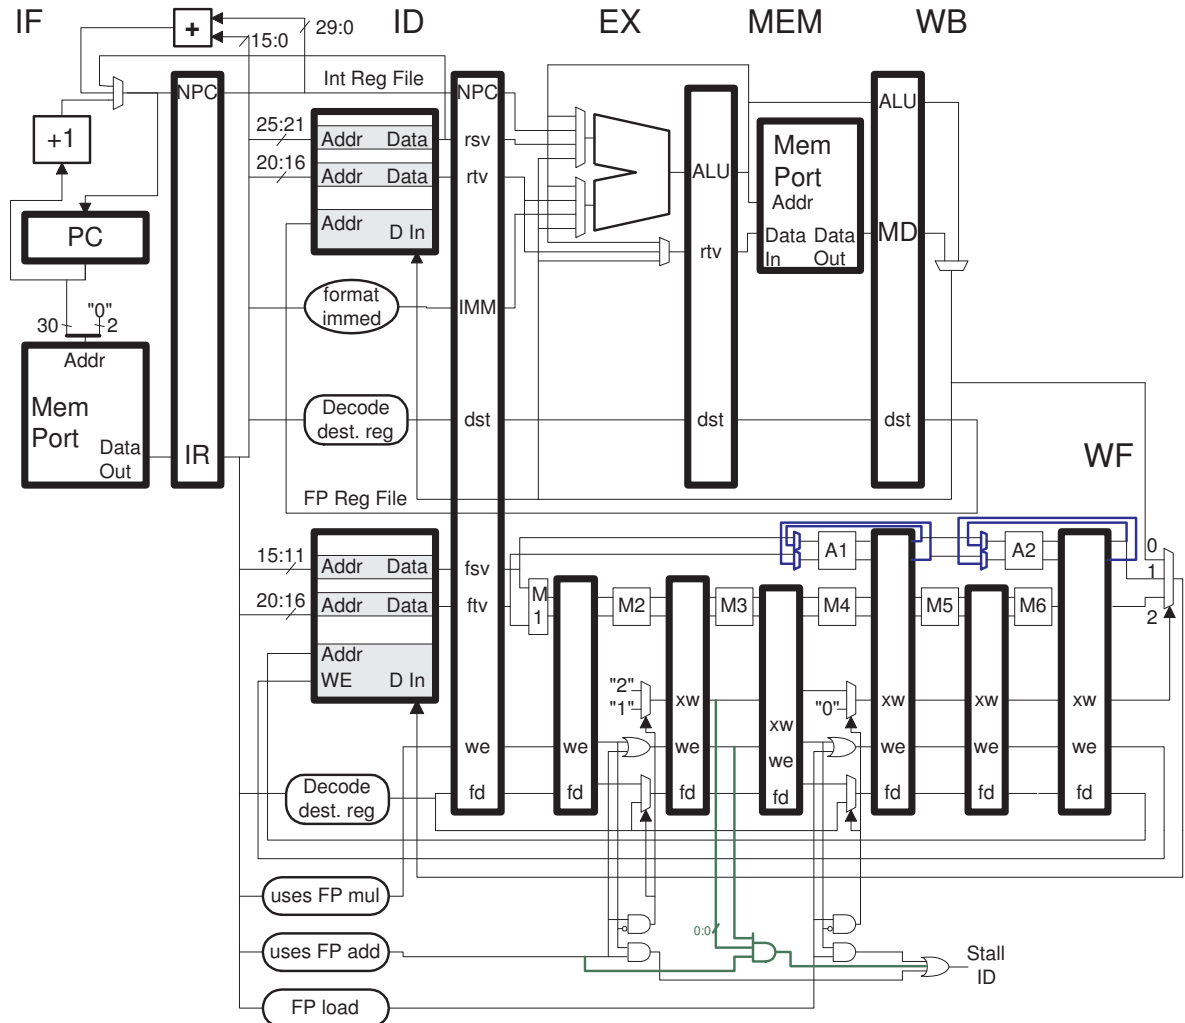 IF
ID
EX
MEM
WB
+
29:0
15:0
NPC
Int Reg File
NPC
ALU
+1
25:21
Addr
Data
rsv
20:16
Addr
Data
rtv
ALU
Mem
Port
Addr
PC
Addr
D In
rtv
Data
In
Data
Out
MD
format
immed
IMM
30
"0"
2
Addr
Mem
Port
Data
Out
IR
Decode
dest. reg
dst
dst
dst
WF
FP Reg File
15:11
Addr
Data
fsv
A1
A2
0
1
2
20:16
Addr
Data
ftv
M
1
M2
M3
M4
M5
M6
Addr
WE
D In
"2"
"1"
xw
xw
"0"
xw
xw
xw
we
we
we
we
we
we
we
Decode
dest. reg
fd
fd
fd
fd
fd
fd
fd
uses FP mul
uses FP add
0:0
Stall
ID
FP load